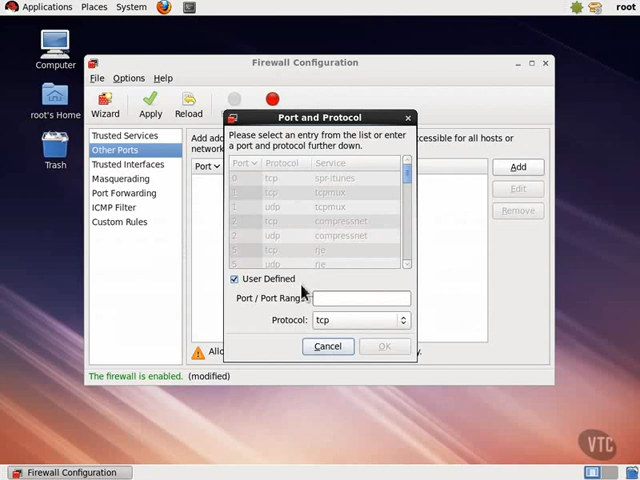 Applications Places System root
Computer
root's Home
Trash
Firewall Configuration
File Options Help
Wizard Apply Reload
Trusted Services
Other Ports
Trusted Interfaces
Masquerading
Port Forwarding
ICMP Filter
Custom Rules
Add add
cessible for all hosts or
network
Port
Add
Edit
Remove
Port and Protocol
Please select an entry from the list or enter
a port and protocol further down.
Port Protocol Service
0 tcp spr-itunes
1 tcp tcpmux
1 udp tcpmux
2 tcp compressnet
2 udp compressnet
5 tcp rje
5 udp rje
User Defined
Port / Port Rang
Protocol: tcp
Cancel OK
Allo
y.
The firewall is enabled. (modified)
VTC
Firewall Configuration